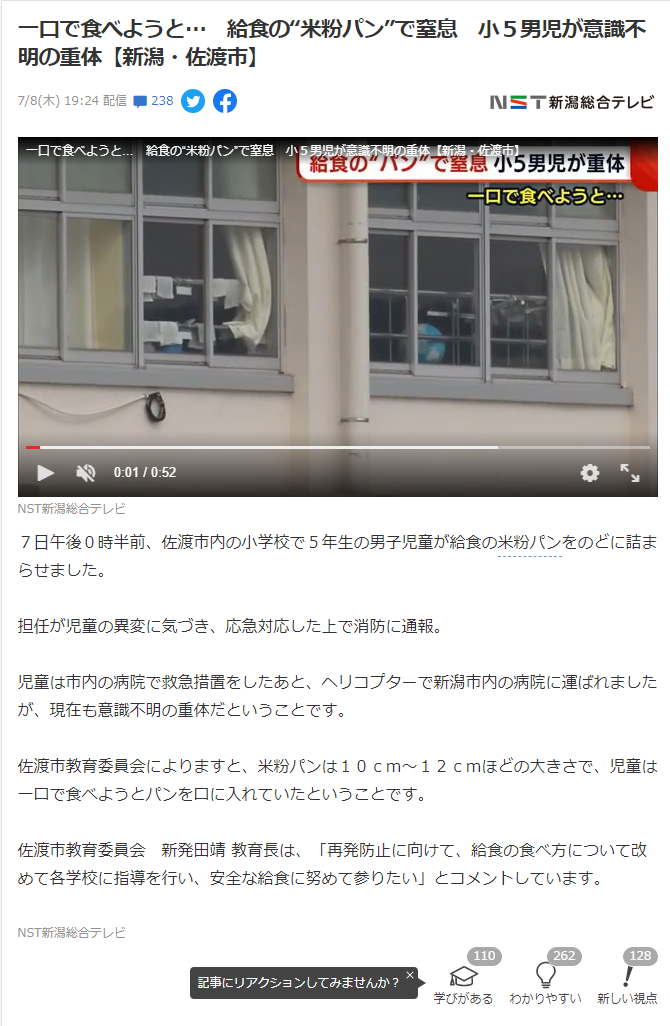 一口で食べようと…　給食の“米粉パン”で窒息　小５男児が意識不
明の重体【新潟・佐渡市】
7/8(木) 19:24 配信 238
NST新潟総合テレビ
一口で食べようと…　給食の“米粉パン”で窒息　小５男児が意識不明の重体【新潟・佐渡市】
給食の“パン”で窒息 小5男児が重体
一口で食べようと…
0:01 / 0:52
NST新潟総合テレビ
７日午後０時半前、佐渡市内の小学校で５年生の男子児童が給食の米粉パンをのどに詰ま
らせました。
担任が児童の異変に気づき、応急対応した上で消防に通報。
児童は市内の病院で救急措置をしたあと、ヘリコプターで新潟市内の病院に運ばれました
が、現在も意識不明の重体だということです。
佐渡市教育委員会によりますと、米粉パンは１０ｃｍ～１２ｃｍほどの大きさで、児童は
一口で食べようとパンを口に入れていたということです。
佐渡市教育委員会　新発田靖 教育長は、「再発防止に向けて、給食の食べ方について改
めて各学校に指導を行い、安全な給食に努めて参りたい」とコメントしています。
NST新潟総合テレビ
記事にリアクションしてみませんか？ ×
110 262 128
学びがある わかりやすい 新しい視点